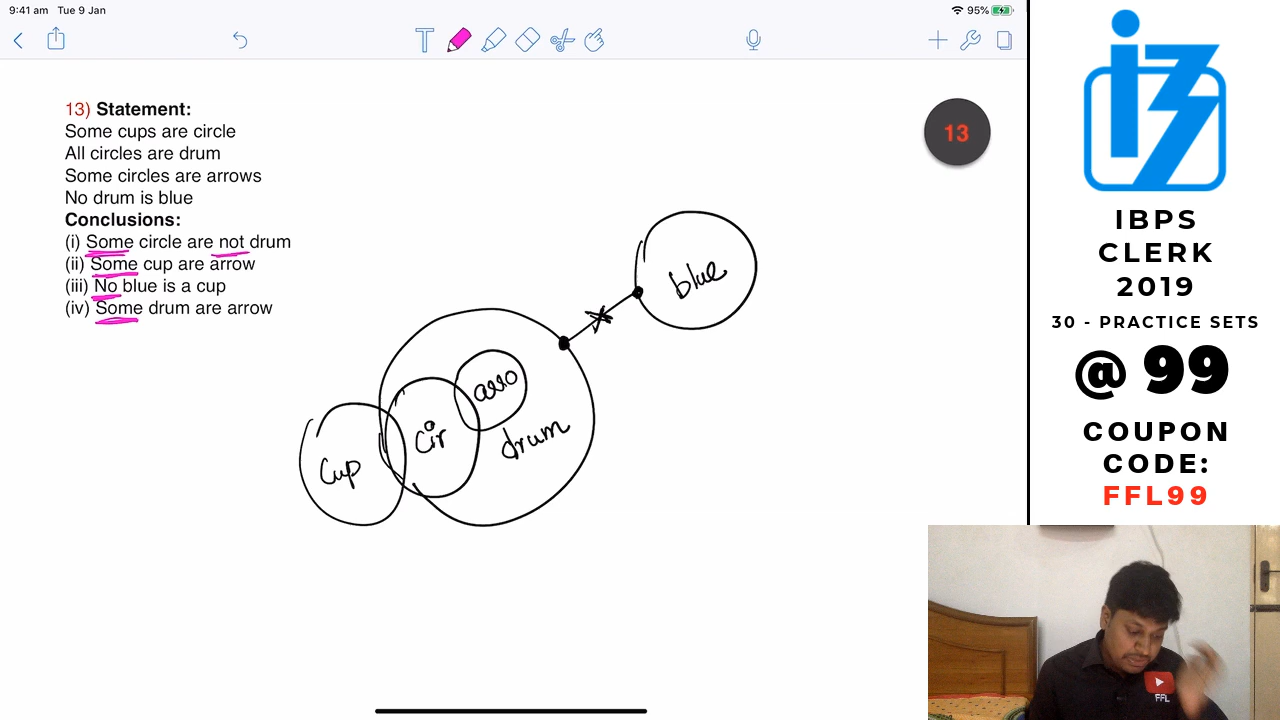 9:41 am Tue 9 Jan
95%
T
13) Statement:
Some cups are circle
All circles are drum
Some circles are arrows
No drum is blue
Conclusions:
(i) Some circle are not drum
(ii) Some cup are arrow
(iii) No blue is a cup
(iv) Some drum are arrow
13
blue
arro
cir
drum
cup
IBPS
CLERK
2019
30 - PRACTICE SETS
@ 99
COUPON
CODE:
FFL99
FFL